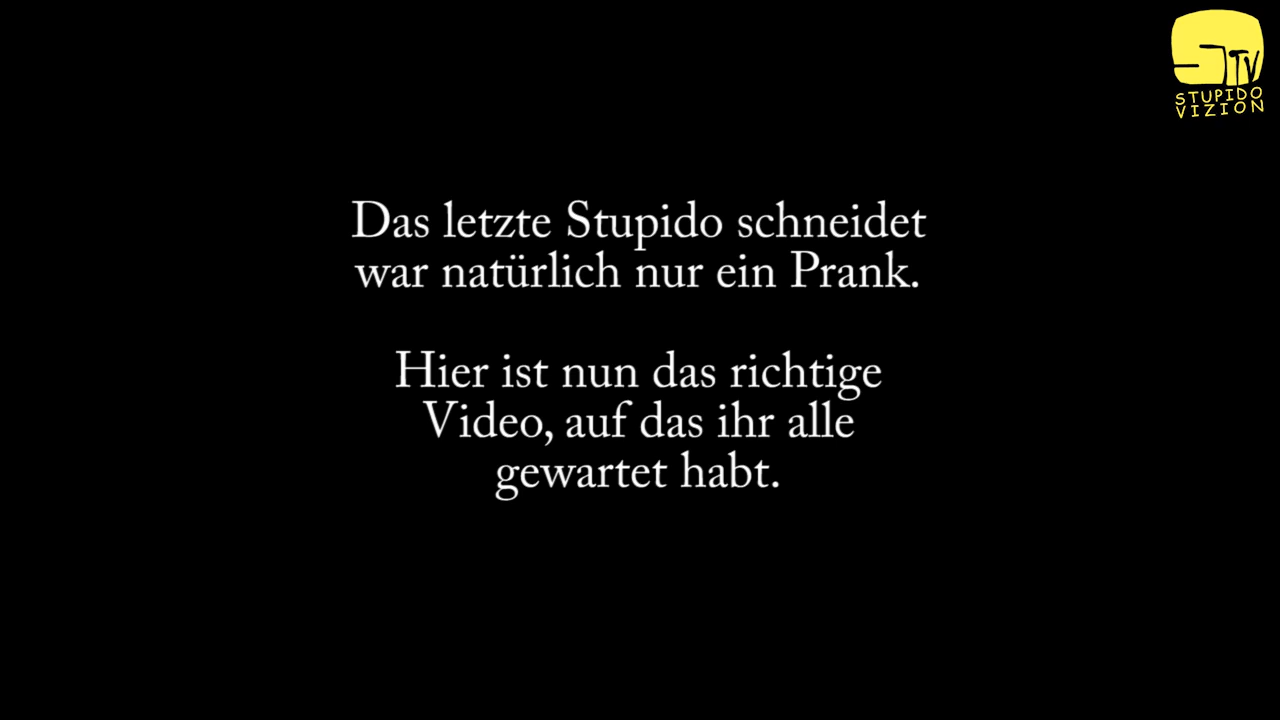 STV
STUPIDO
VIZION
Das letzte Stupido schneidet
war natürlich nur ein Prank.
Hier ist nun das richtige
Video, auf das ihr alle
gewartet habt.